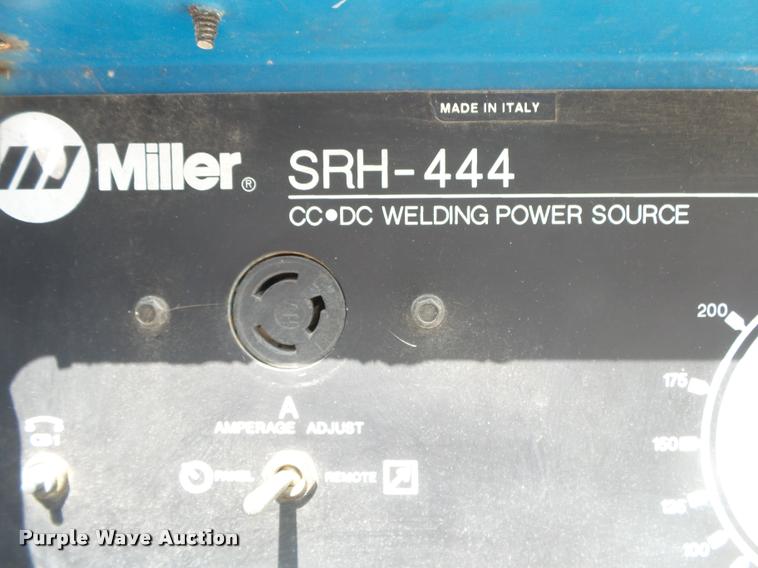 MADE IN ITALY
Miller® SRH-444
CC•DC WELDING POWER SOURCE
200
175
150
125
100
A
AMPERAGE ADJUST
CB1
PANEL REMOTE
Purple Wave Auction